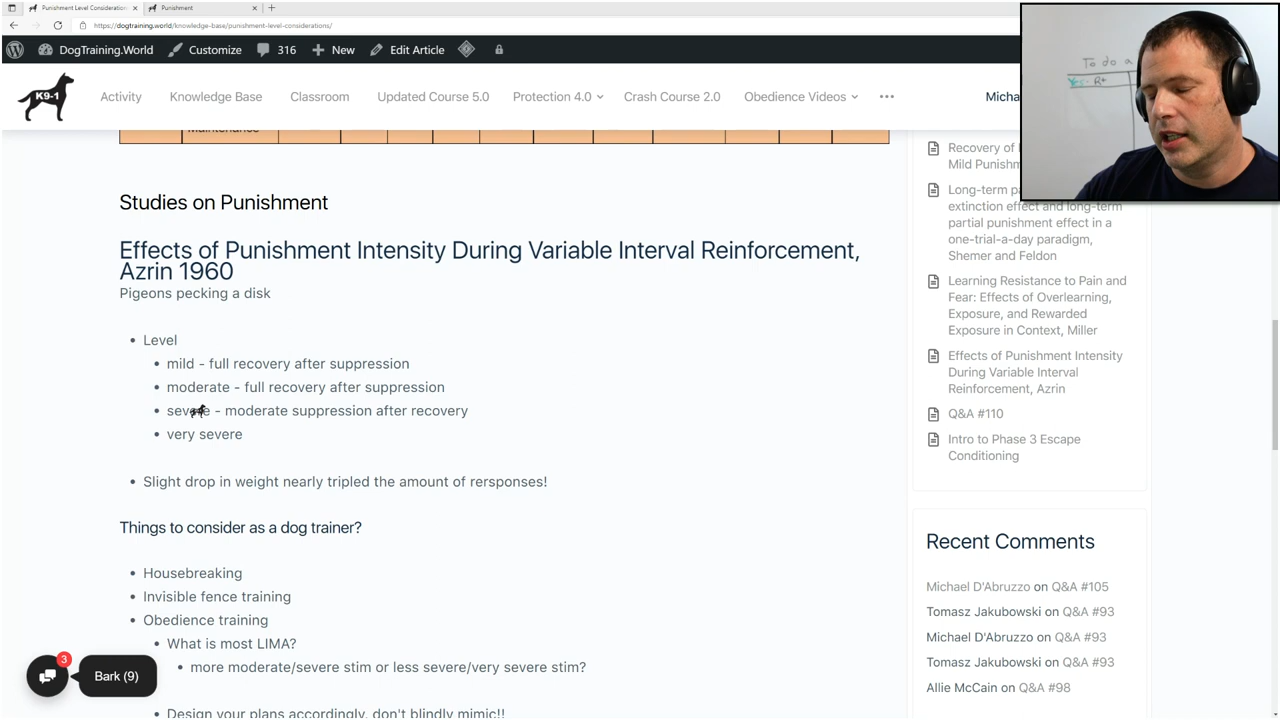 Punishment Level Consideration
Punishment
https://dogtraining.world/knowledge-base/punishment-level-considerations/
DogTraining.World
Customize
316
New
Edit Article
K9-1
Activity
Knowledge Base
Classroom
Updated Course 5.0
Protection 4.0
Crash Course 2.0
Obedience Videos
Micha
To do a
R+
Maintenance
Studies on Punishment
Effects of Punishment Intensity During Variable Interval Reinforcement,
Azrin 1960
Pigeons pecking a disk
• Level
• mild - full recovery after suppression
• moderate - full recovery after suppression
• severe - moderate suppression after recovery
• very severe
• Slight drop in weight nearly tripled the amount of rersponses!
Things to consider as a dog trainer?
• Housebreaking
• Invisible fence training
• Obedience training
• What is most LIMA?
• more moderate/severe stim or less severe/very severe stim?
• Design your plans accordingly, don't blindly mimic!!
3
Bark (9)
Recovery of
Mild Punishm
Long-term pa
extinction effect and long-term
partial punishment effect in a
one-trial-a-day paradigm,
Shemer and Feldon
Learning Resistance to Pain and
Fear: Effects of Overlearning,
Exposure, and Rewarded
Exposure in Context, Miller
Effects of Punishment Intensity
During Variable Interval
Reinforcement, Azrin
Q&A #110
Intro to Phase 3 Escape
Conditioning
Recent Comments
Michael D'Abruzzo on Q&A #105
Tomasz Jakubowski on Q&A #93
Michael D'Abruzzo on Q&A #93
Tomasz Jakubowski on Q&A #93
Allie McCain on Q&A #98